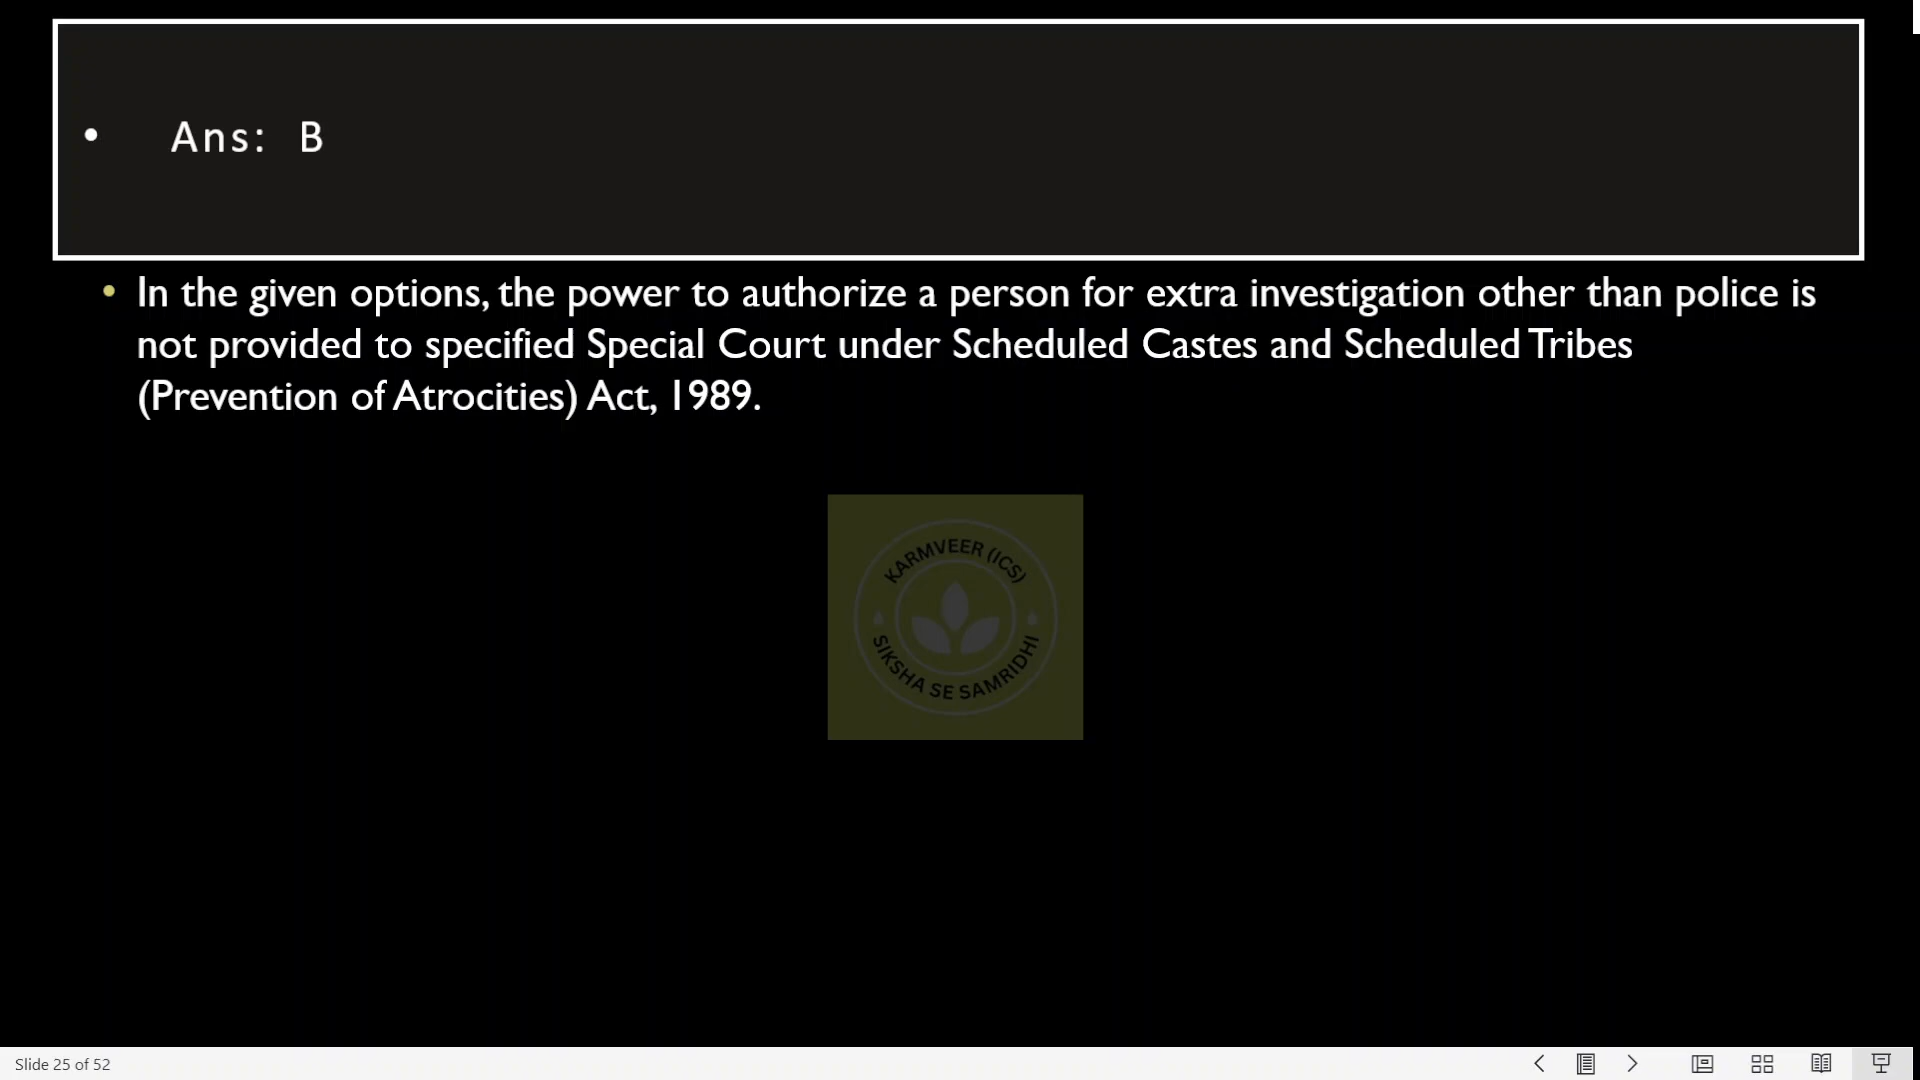 • Ans: B
• In the given options, the power to authorize a person for extra investigation other than police is
not provided to specified Special Court under Scheduled Castes and Scheduled Tribes
(Prevention of Atrocities) Act, 1989.
KARMVEER (ICS)
SIKSHA SE SAMRIDHI
Slide 25 of 52